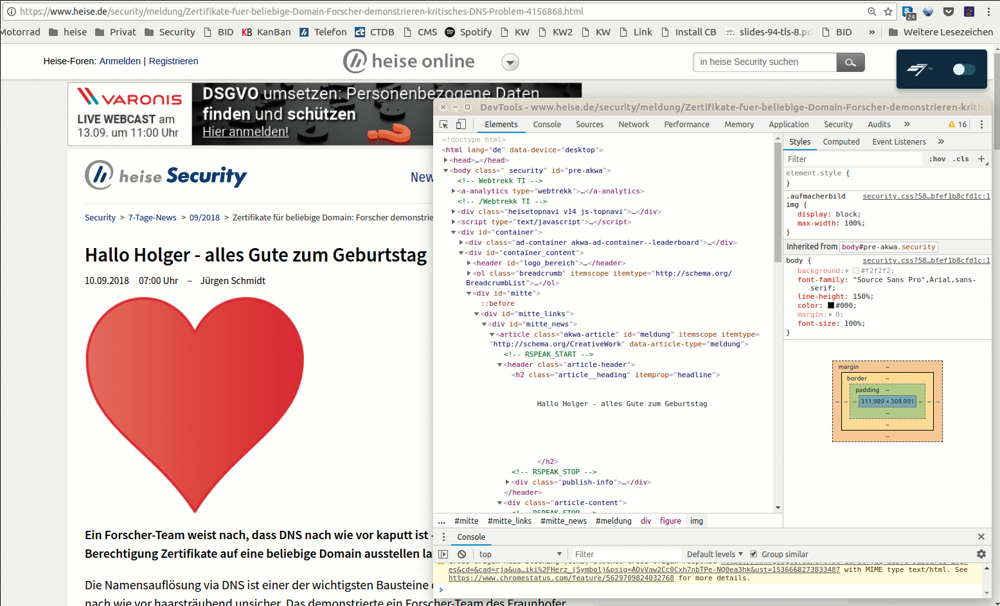 https://www.heise.de/security/meldung/Zertifikate-fuer-beliebige-Domain-Forscher-demonstrieren-kritisches-DNS-Problem-4156868.html
24
Motorrad heise Privat Security BID KB KanBan Telefon CTDB CMS Spotify KW KW2 KW Link Install CB slides-94-tls-8.pd BID » Weitere Lesezeichen
Heise-Foren: Anmelden | Registrieren
heise online
in heise Security suchen
VARONIS
LIVE WEBCAST am
13.09. um 11:00 Uhr
DSGVO umsetzen: Personenbezogene Daten
finden und schützen
Hier anmelden!
heise Security
New
Security > 7-Tage-News > 09/2018 > Zertifikate für beliebige Domain: Forscher demonstrie
Hallo Holger - alles Gute zum Geburtstag
10.09.2018 07:00 Uhr – Jürgen Schmidt
Ein Forscher-Team weist nach, dass DNS nach wie vor kaputt ist -
Berechtigung Zertifikate auf eine beliebige Domain ausstellen la
Die Namensauflösung via DNS ist einer der wichtigsten Bausteine
nach wie vor haarsträubend unsicher. Das demonstrierte ein Forscher-Team des Fraunhofer
DevTools - www.heise.de/security/meldung/Zertifikate-fuer-beliebige-Domain-Forscher-demonstrieren-kritis
Elements Console Sources Network Performance Memory Application Security Audits » 16
<!doctype html>
<html lang="de" data-device="desktop">
<head>…</head>
<body class=" security" id="pre-akwa">
<!-- Webtrekk TI -->
<a-analytics type="webtrekk">…</a-analytics>
<!-- /Webtrekk TI -->
<div class="heisetopnavi v14 js-topnavi">…</div>
<script type="text/javascript">…</script>
<div id="container">
<div class="ad-container akwa-ad-container--leaderboard">…</div>
<div id="container_content">
<header id="logo_bereich">…</header>
<ol class="breadcrumb" itemscope itemtype="http://schema.org/
BreadcrumbList">…</ol>
<div id="mitte">
::before
<div id="mitte_links">
<div id="mitte_news">
<article class="akwa-article" id="meldung" itemscope itemtype=
"http://schema.org/CreativeWork" data-article-type="meldung">
<!-- RSPEAK_START -->
<header class="article-header">
<h2 class="article__heading" itemprop="headline">
Hallo Holger - alles Gute zum Geburtstag
</h2>
<!-- RSPEAK_STOP -->
<div class="publish-info">…</div>
</header>
<div class="article-content">
<!-- RSPEAK_STOP -->
... #mitte #mitte_links #mitte_news #meldung div figure img
Styles Computed Event Listeners »
Filter :hov .cls +
element.style {
}
.aufmacherbild security.css?58…bfef1b8cfd1c:1
img {
display: block;
max-width: 100%;
}
Inherited from body#pre-akwa.security
body { security.css?58…bfef1b8cfd1c:1
background: #f2f2f2;
font-family: "Source Sans Pro",Arial,sans-
serif;
line-height: 150%;
color: #000;
margin: 0;
font-size: 100%;
}
margin –
border –
padding –
– – – 311.989 × 308.991 – – –
–
–
–
Console
top Filter Default levels Group similar
es&cd=&cad=rja&ua…iki%2FHerz_(Symbol)&psig=AOvVaw2Cc0Cxh7nbTPe-NQ0ea3hk&ust=1536668273833487 with MIME type text/html. See
https://www.chromestatus.com/feature/5629709824032768 for more details.